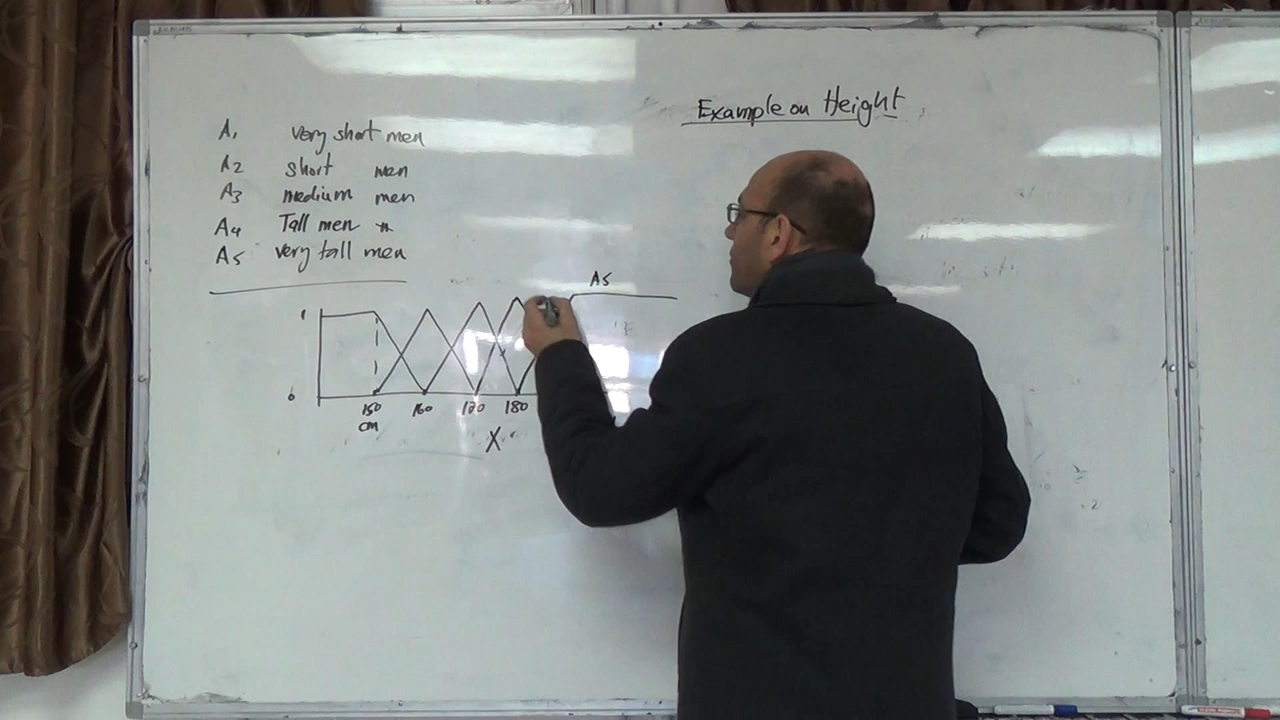 Example on Height
A1 very short men
A2 short men
A3 medium men
A4 Tall men
A5 very tall men
A5
1
0
150 160 170 180
cm
X